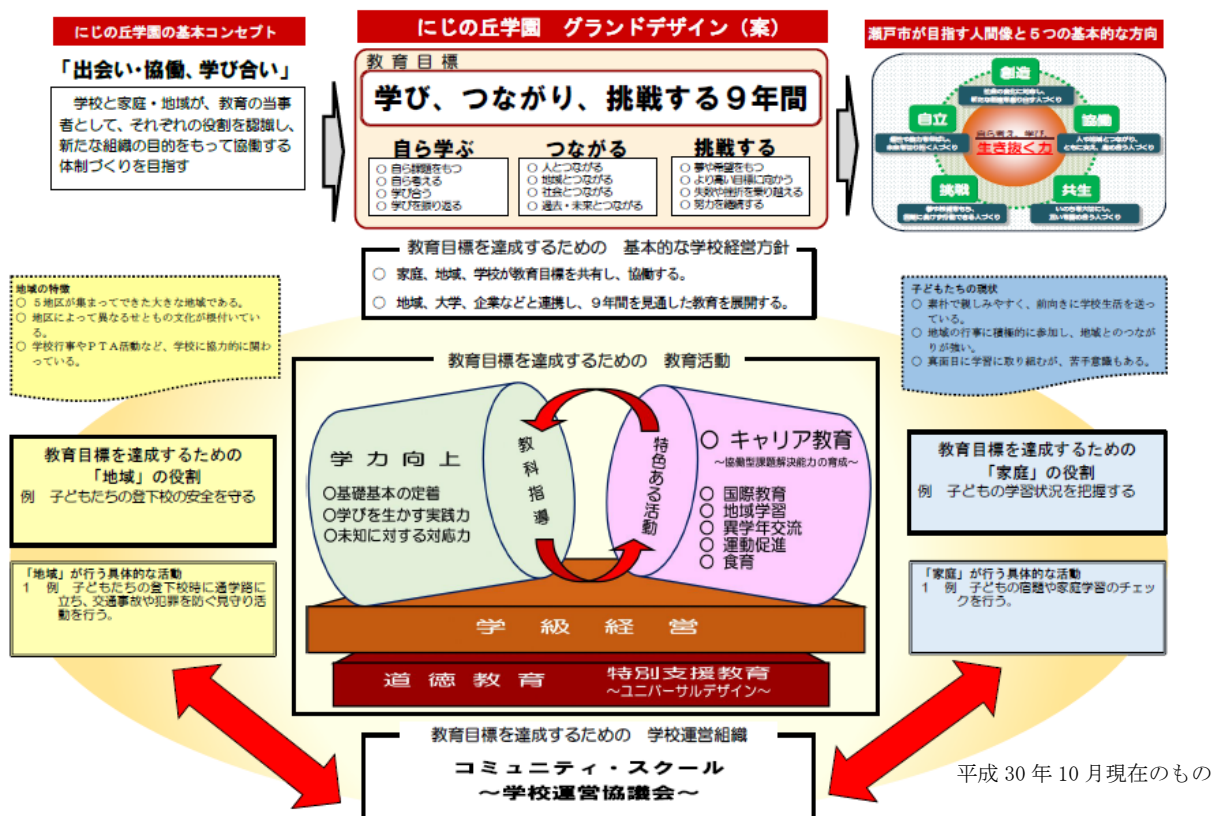 にじの丘学園の基本コンセプト
「出会い・協働、学び合い」
学校と家庭・地域が、教育の当事
者として、それぞれの役割を認識し、
新たな組織の目的をもって協働する
体制づくりを目指す
にじの丘学園 グランドデザイン（案）
教育目標
学び、つながり、挑戦する９年間
自ら学ぶ
○ 自ら課題をもつ
○ 自ら考える
○ 学び合う
○ 学びを振り返る
つながる
○ 人とつながる
○ 地域とつながる
○ 社会とつながる
○ 過去・未来とつながる
挑戦する
○ 夢や希望をもつ
○ より高い目標に向かう
○ 失敗や挫折を乗り越える
○ 努力を継続する
瀬戸市が目指す人間像と５つの基本的な方向
創造
自立
協働
自ら考え、学び、
生き抜く力
挑戦
共生
教育目標を達成するための 基本的な学校経営方針
○ 家庭、地域、学校が教育目標を共有し、協働する。
○ 地域、大学、企業などと連携し、９年間を見通した教育を展開する。
地域の特徴
○ ５地区が集まってできた大きな地域である。
○ 地区によって異なるせともの文化が根付いてい
る。
○ 学校行事やＰＴＡ活動など、学校に協力的に関わ
っている。
子どもたちの現状
○ 素朴で親しみやすく、前向きに学校生活を送っ
ている。
○ 地域の行事に積極的に参加し、地域とのつなが
りが強い。
○ 真面目に学習に取り組むが、苦手意識もある。
教育目標を達成するための 教育活動
学力向上
○基礎基本の定着
○学びを生かす実践力
○未知に対する対応力
教科指導
特色ある活動
○ キャリア教育
～協働型課題解決能力の育成～
○ 国際教育
○ 地域学習
○ 異学年交流
○ 運動促進
○ 食育
学級経営
道徳教育 特別支援教育
～ユニバーサルデザイン～
教育目標を達成するための
「地域」の役割
例 子どもたちの登下校の安全を守る
「地域」が行う具体的な活動
１ 例 子どもたちの登下校時に通学路に
立ち、交通事故や犯罪を防ぐ見守り活
動を行う。
教育目標を達成するための
「家庭」の役割
例 子どもの学習状況を把握する
「家庭」が行う具体的な活動
１ 例 子どもの宿題や家庭学習のチェッ
クを行う。
教育目標を達成するための 学校運営組織
コミュニティ・スクール
～学校運営協議会～
平成 30 年 10 月現在のもの